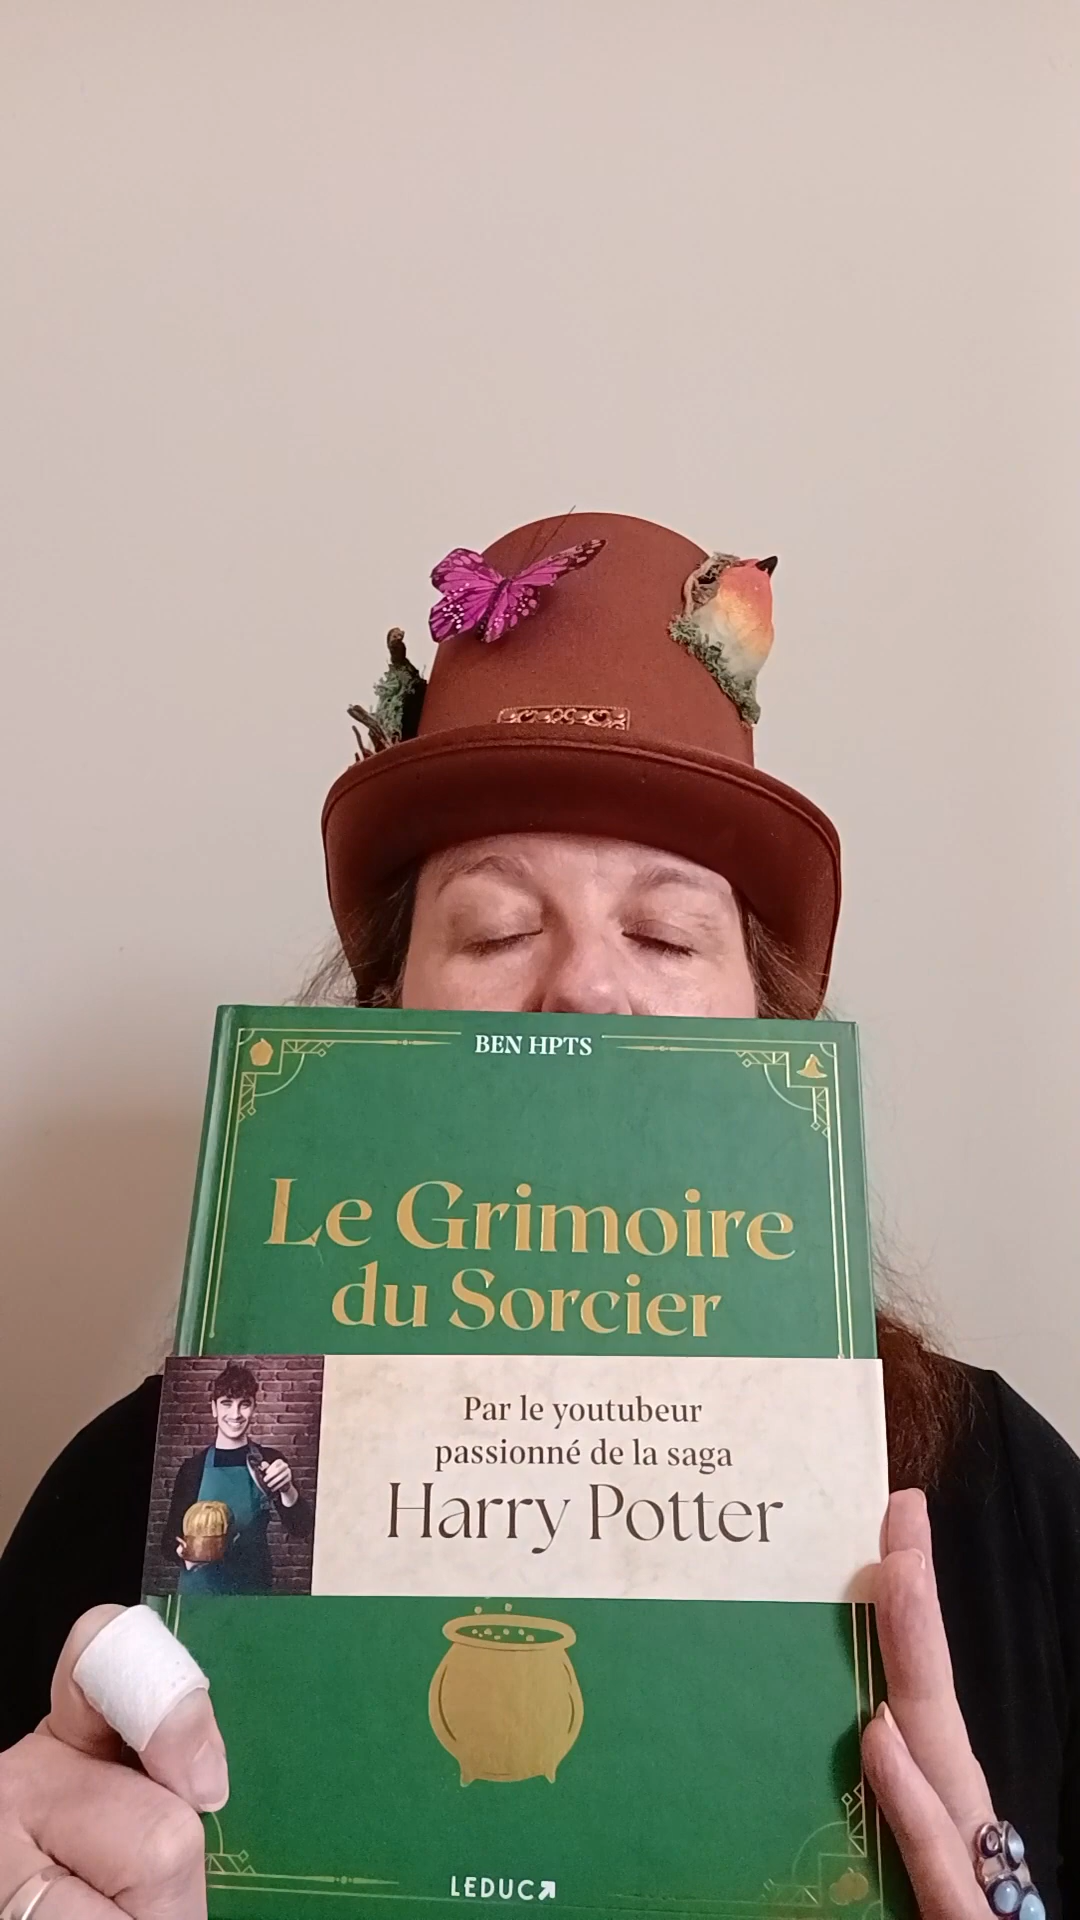 BEN HPTS
Le Grimoire
du Sorcier
Par le youtubeur
passionné de la saga
Harry Potter
LEDUC